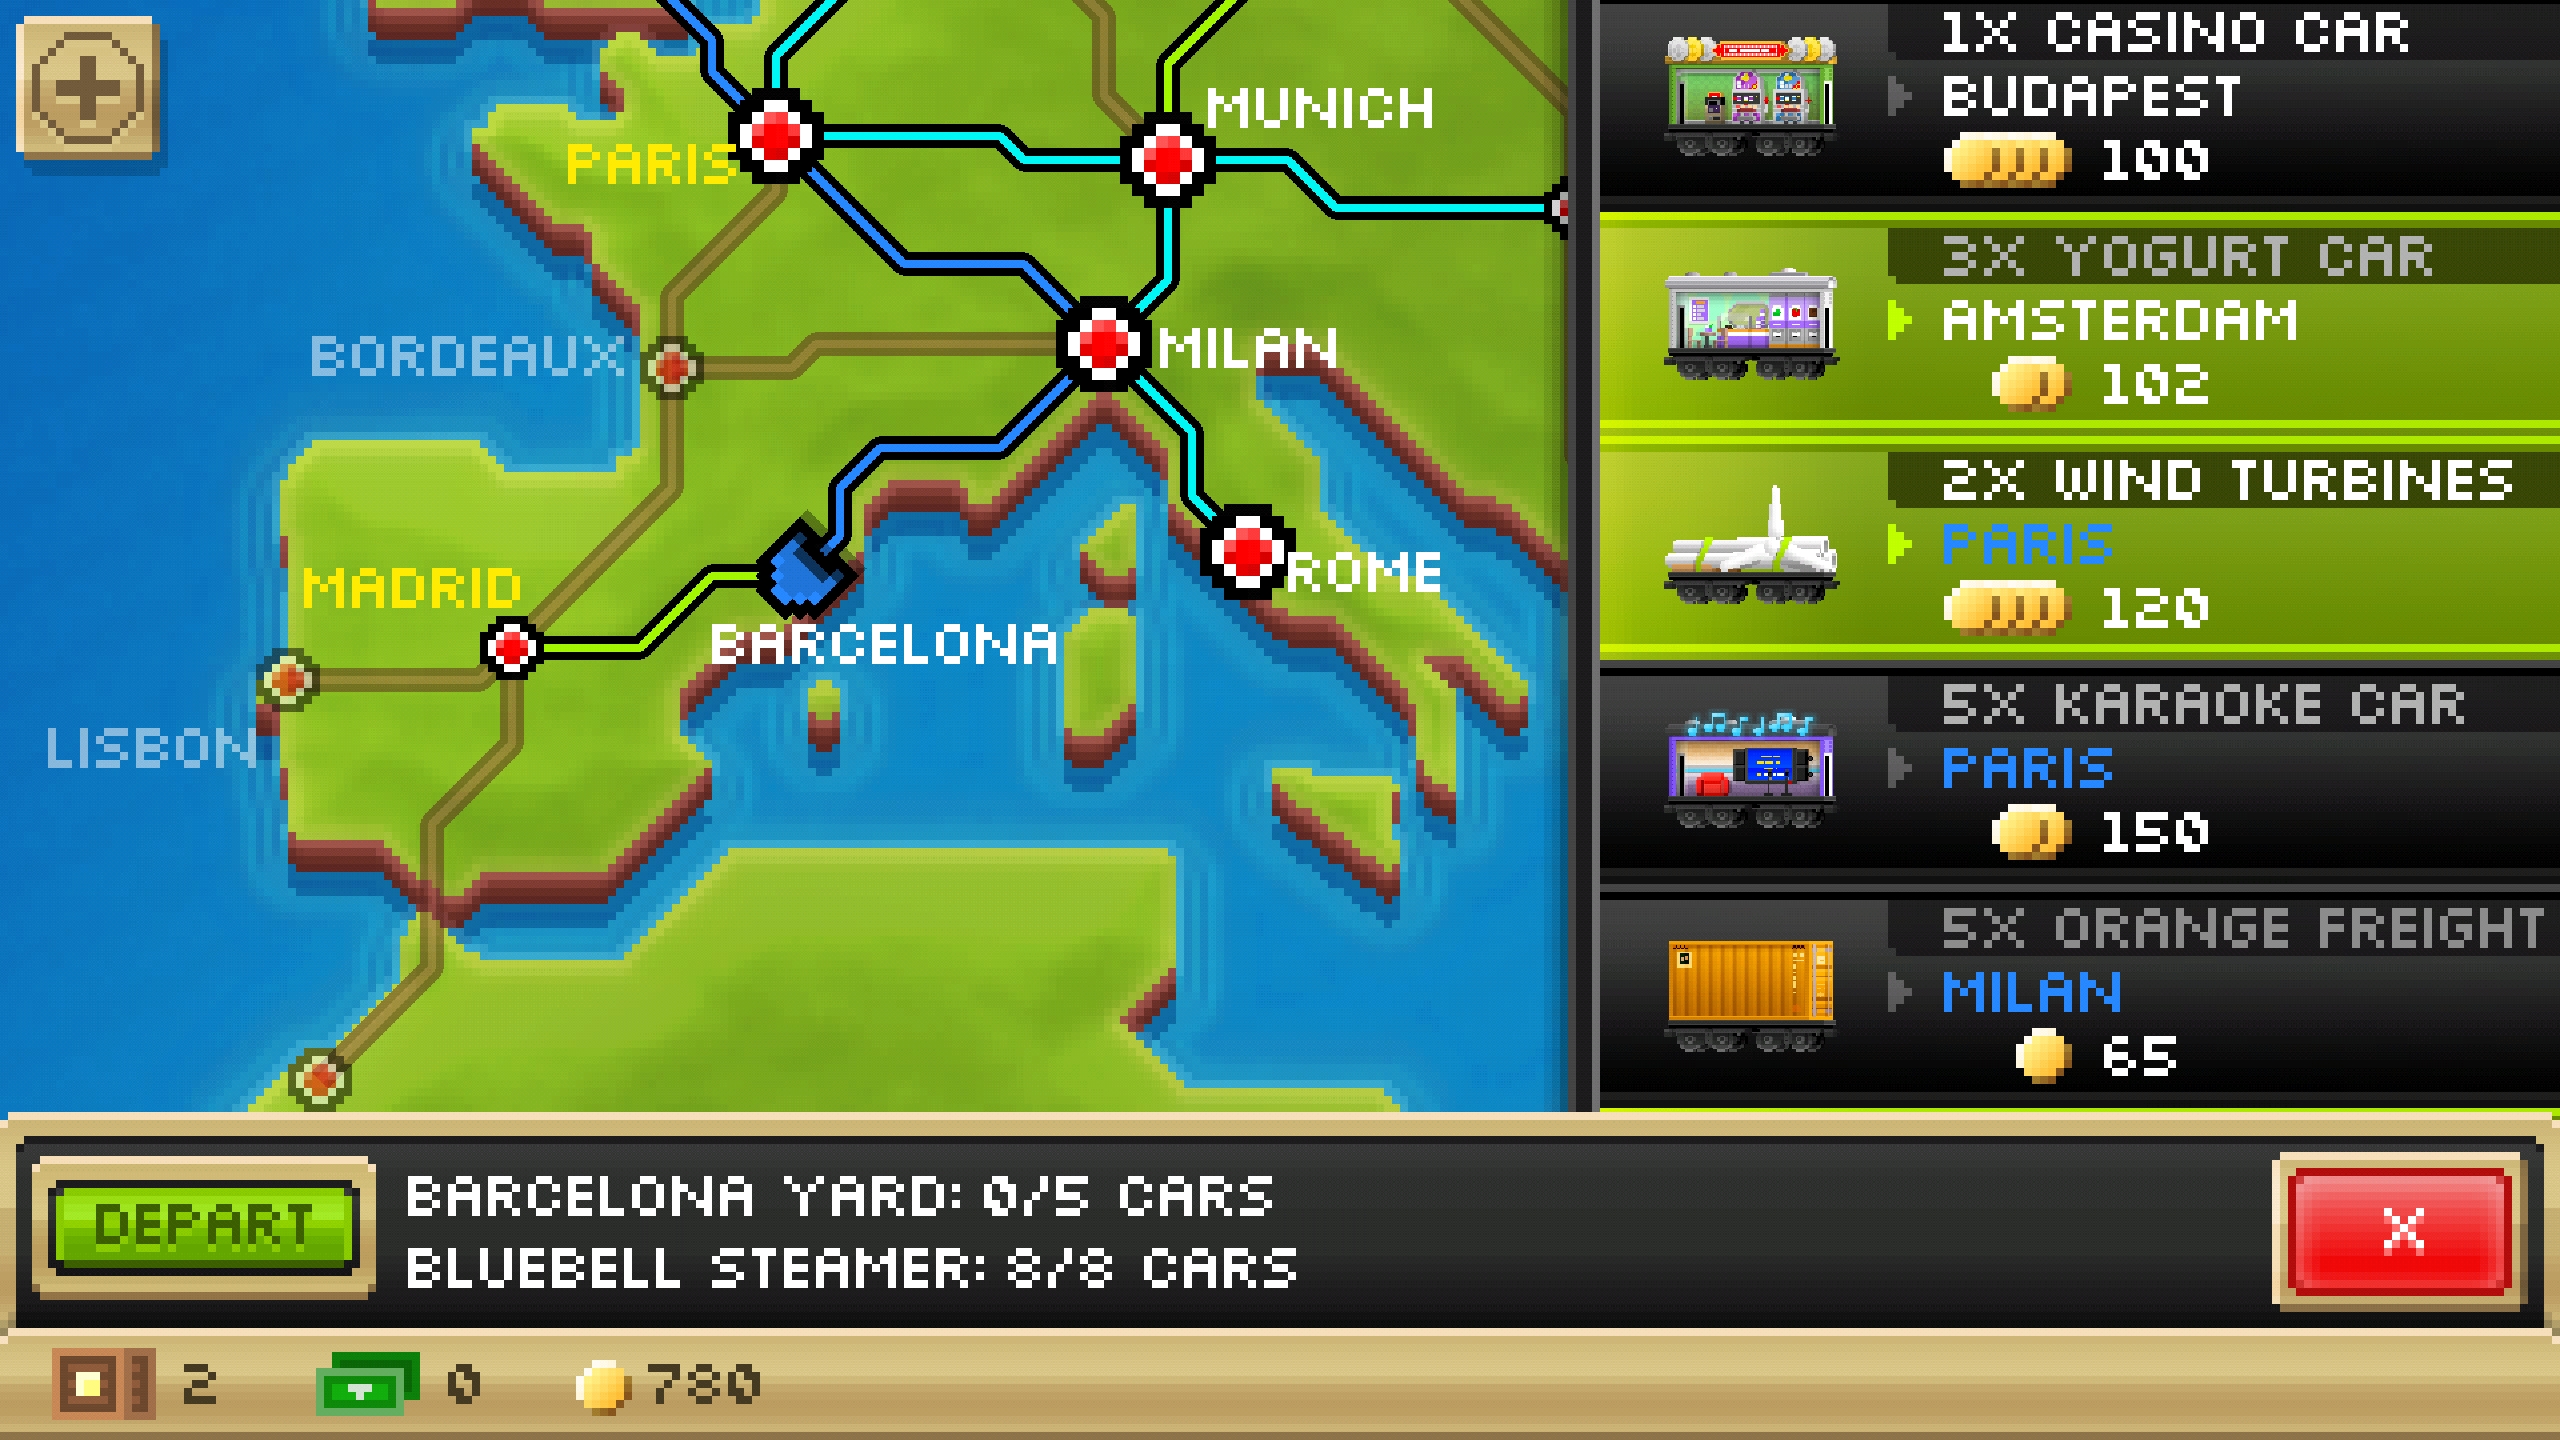 MUNICH
PARIS
BORDEAUX
MILAN
MADRID
ROME
BARCELONA
LISBON
1X CASINO CAR
BUDAPEST
100
3X YOGURT CAR
AMSTERDAM
102
2X WIND TURBINES
PARIS
120
5X KARAOKE CAR
PARIS
150
5X ORANGE FREIGHT
MILAN
65
DEPART
BARCELONA YARD: 0/5 CARS
BLUEBELL STEAMER: 8/8 CARS
X
2 0 780